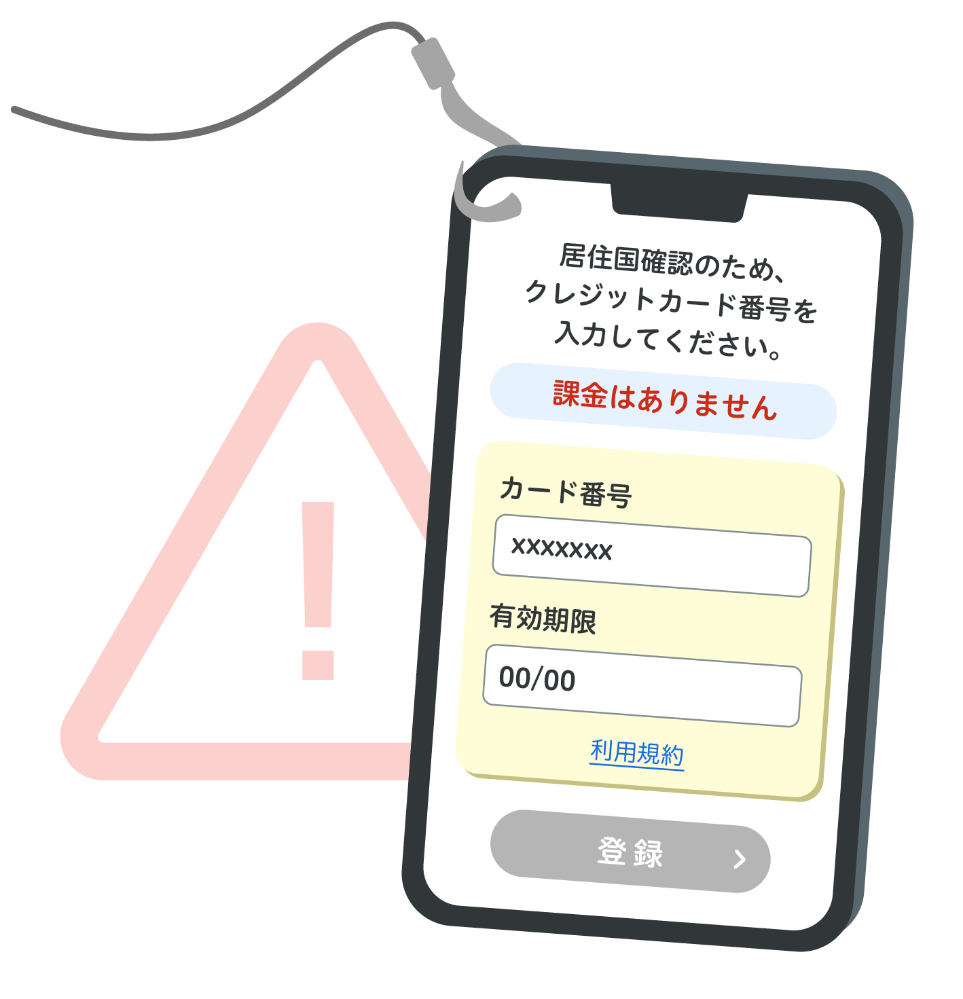 居住国確認のため、
クレジットカード番号を
入力してください。
課金はありません
カード番号
xxxxxxx
有効期限
00/00
利用規約
登録
!